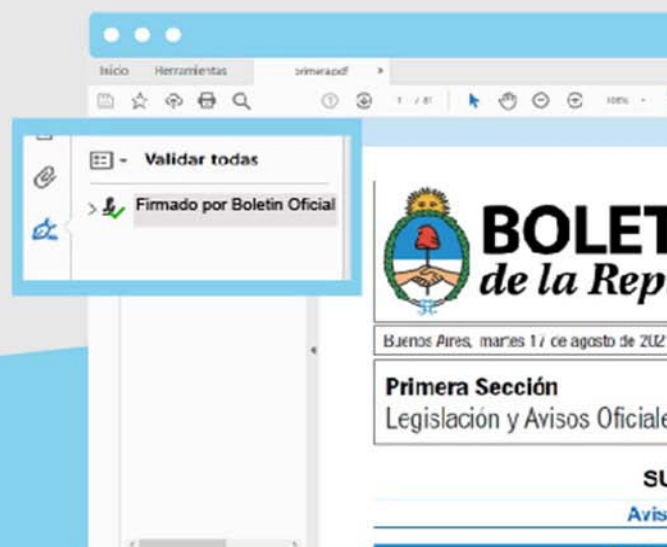 Inicio Herramientas primera.pdf ×
1 / 81
Validar todas
Firmado por Boletin Oficial
BOLET
de la Rep
Buenos Aires, martes 17 de agosto de 202
Primera Sección
Legislación y Avisos Oficiale
SU
Avis